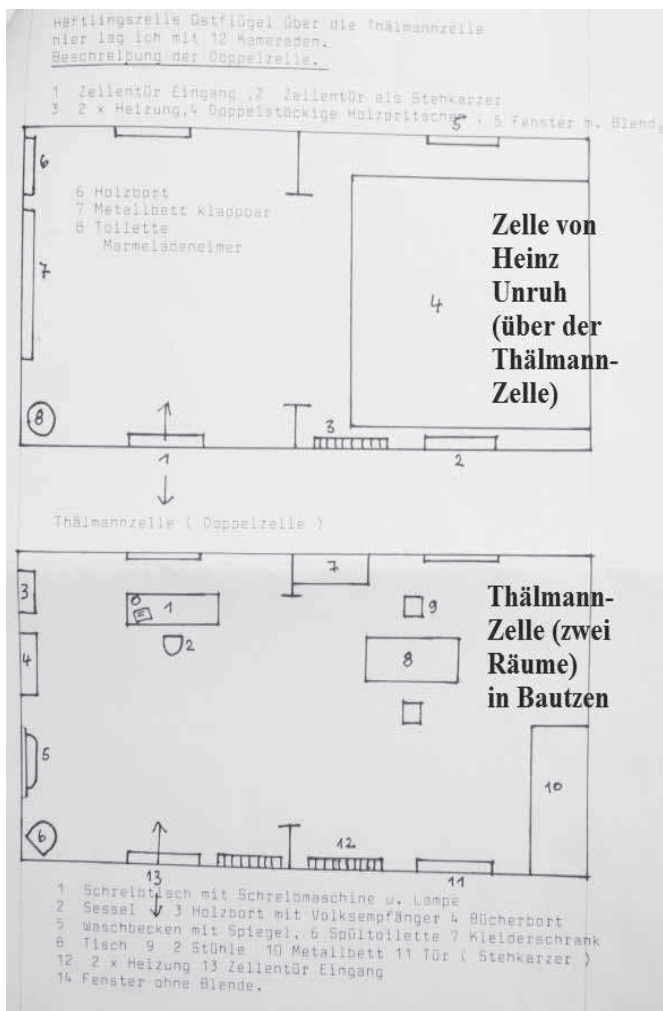 Häftlingszelle Ostflügel über die Thälmannzelle
hier lag ich mit 12 Kameraden.
Beschreibung der Doppelzelle.
1 Zellentür Eingang ,2 Zellentür als Stehkarzer
3 2 x Heizung,4 Doppelstöckige Holzpritschen , 5 Fenster m. Blend,
5
6
6 Holzbort
7 Metallbett klappbar
8 Toilette
Marmeladeneimer
7
4
Zelle von
Heinz
Unruh
(über der
Thälmann-
Zelle)
8
3
1
2
Thälmannzelle ( Doppelzelle )
7
3
1
9
2
4
8
Thälmann-
Zelle (zwei
Räume)
in Bautzen
5
10
6
12
13
11
1 Schreibtisch mit Schreibmaschine u. Lampe
2 Sessel 3 Holzbort mit Volksempfänger 4 Bücherbort
5 Waschbecken mit Spiegel, 6 Spültoilette 7 Kleiderschrank
8 Tisch 9 2 Stühle 10 Metallbett 11 Tür ( Stehkarzer )
12 2 x Heizung 13 Zellentür Eingang
14 Fenster ohne Blende.